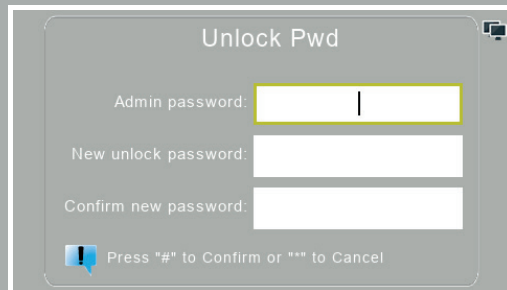 Unlock Pwd
Admin password:
New unlock password:
Confirm new password:
Press "#" to Confirm or "*" to Cancel